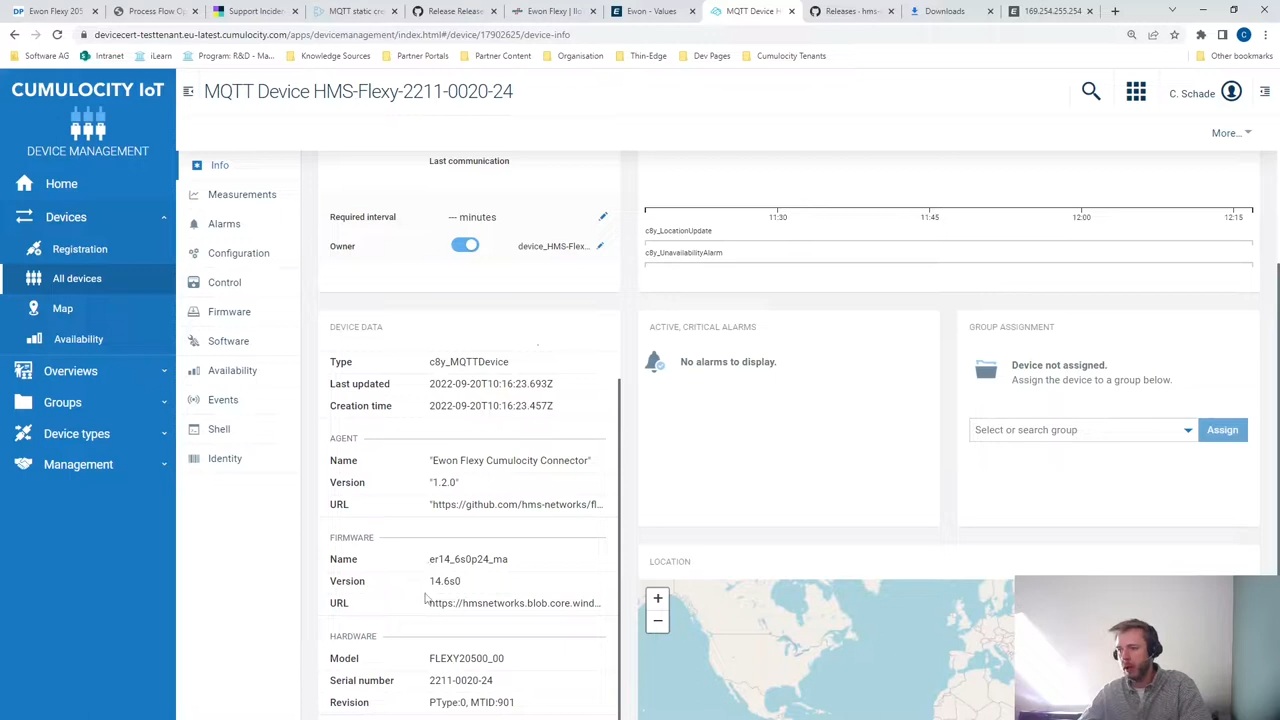 Ewon Flexy 205
Process Flow Op
Support Inciden
MQTT static cre
Release Releas
Ewon Flexy | Ilo
Ewon - Values
MQTT Device H
Releases · hms-
Downloads
169.254.255.254
devicecert-testtenant.eu-latest.cumulocity.com/apps/devicemanagement/index.html#/device/17902625/device-info
Software AG
Intranet
iLearn
Program: R&D - Ma...
Knowledge Sources
Partner Portals
Partner Content
Organisation
Thin-Edge
Dev Pages
Cumulocity Tenants
Other bookmarks
CUMULOCITY IoT
DEVICE MANAGEMENT
Home
Devices
Registration
All devices
Map
Availability
Overviews
Groups
Device types
Management
MQTT Device HMS-Flexy-2211-0020-24
C. Schade
More...
Info
Measurements
Alarms
Configuration
Control
Firmware
Software
Availability
Events
Shell
Identity
Last communication
Required interval --- minutes
Owner device_HMS-Flex...
11:30 11:45 12:00 12:15
c8y_LocationUpdate
c8y_UnavailabilityAlarm
DEVICE DATA
Type c8y_MQTTDevice
Last updated 2022-09-20T10:16:23.693Z
Creation time 2022-09-20T10:16:23.457Z
AGENT
Name "Ewon Flexy Cumulocity Connector"
Version "1.2.0"
URL "https://github.com/hms-networks/fl...
FIRMWARE
Name er14_6s0p24_ma
Version 14.6s0
URL https://hmsnetworks.blob.core.wind...
HARDWARE
Model FLEXY20500_00
Serial number 2211-0020-24
Revision PType:0, MTID:901
ACTIVE, CRITICAL ALARMS
No alarms to display.
GROUP ASSIGNMENT
Device not assigned.
Assign the device to a group below.
Select or search group
Assign
LOCATION
+
−